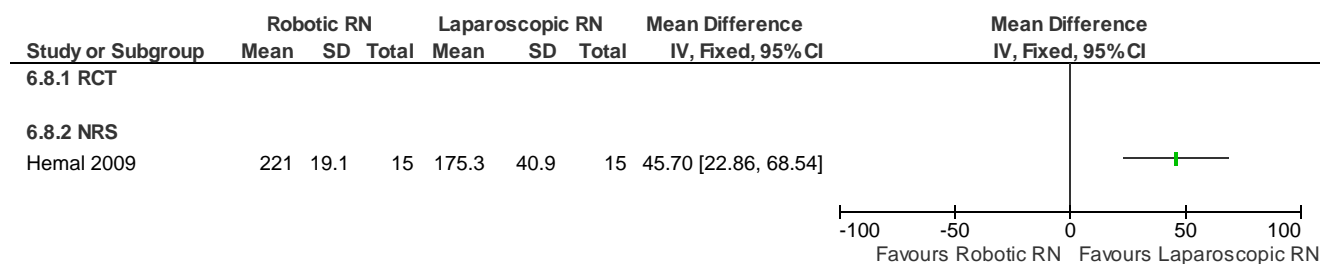 Robotic RN Laparoscopic RN Mean Difference Mean Difference
Study or Subgroup Mean SD Total Mean SD Total IV, Fixed, 95% CI IV, Fixed, 95% CI
6.8.1 RCT
6.8.2 NRS
Hemal 2009 221 19.1 15 175.3 40.9 15 45.70 [22.86, 68.54]
-100 -50 0 50 100
Favours Robotic RN Favours Laparoscopic RN